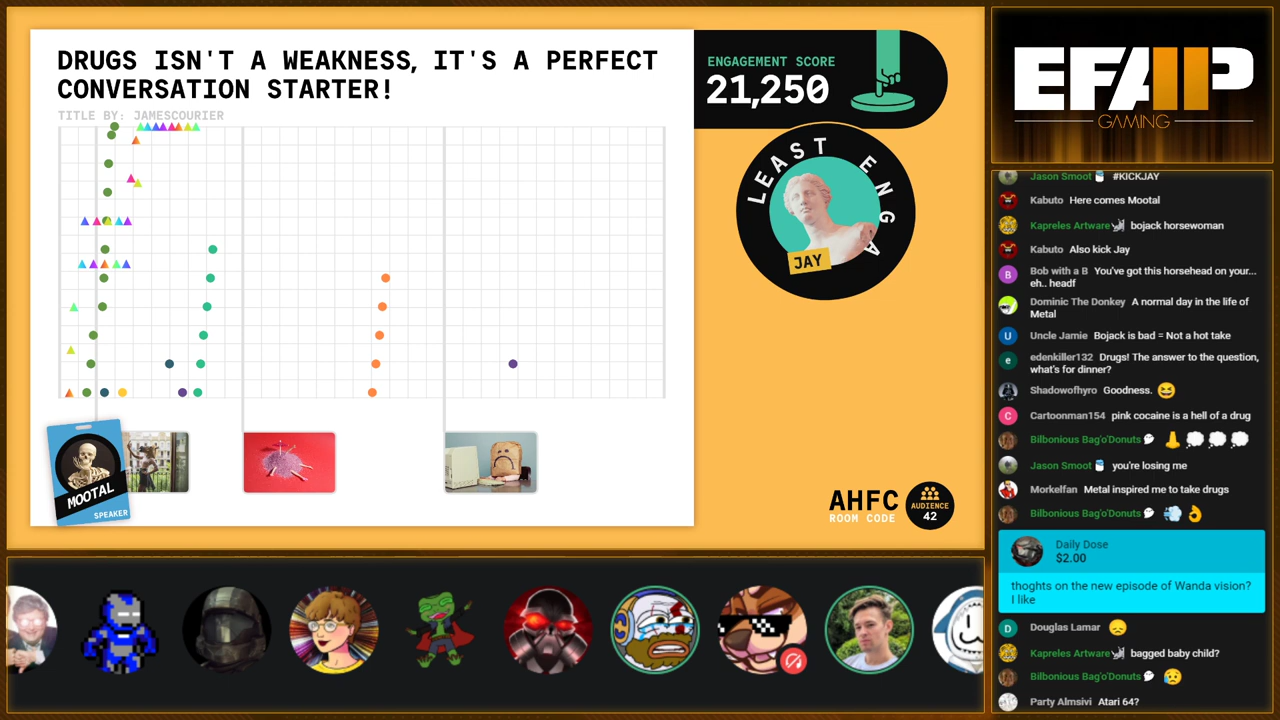 DRUGS ISN'T A WEAKNESS, IT'S A PERFECT
CONVERSATION STARTER!
TITLE BY: JAMESCOURIER
ENGAGEMENT SCORE
21,250
LEAST ENGA
JAY
MOOTAL
SPEAKER
AHFC
ROOM CODE
AUDIENCE
42
EFAP
GAMING
Jason Smoot #KICKJAY
Kabuto Here comes Mootal
Kapreles Artware bojack horsewoman
Kabuto Also kick Jay
B Bob with a B You've got this horsehead on your...
eh.. headf
Dominic The Donkey A normal day in the life of
Metal
U Uncle Jamie Bojack is bad = Not a hot take
e edenkiller132 Drugs! The answer to the question,
what's for dinner?
Shadowofhyro Goodness. 😆
C Cartoonman154 pink cocaine is a hell of a drug
Bilbonious Bag'o'Donuts 👃 💭 💭 💭
Jason Smoot you're losing me
Morkelfan Metal inspired me to take drugs
Bilbonious Bag'o'Donuts 💨 👌
Daily Dose
$2.00
thoghts on the new episode of Wanda vision?
I like
D Douglas Lamar 😞
Kapreles Artware bagged baby child?
Bilbonious Bag'o'Donuts 😥
Party Almsivi Atari 64?